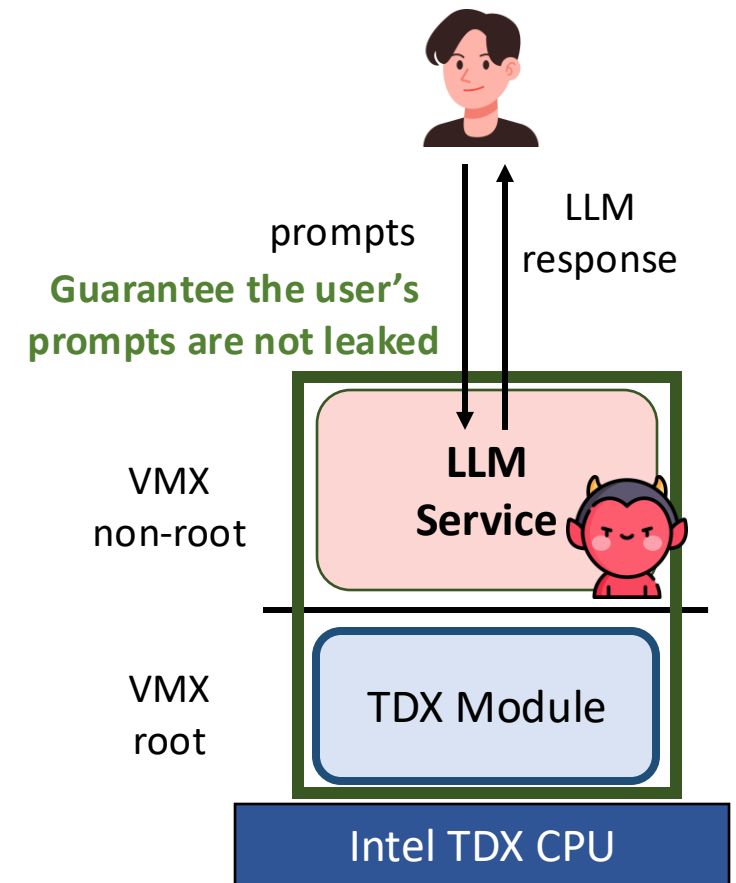 prompts
LLM
response
Guarantee the user’s
prompts are not leaked
LLM
Service
VMX
non-root
TDX Module
VMX
root
Intel TDX CPU